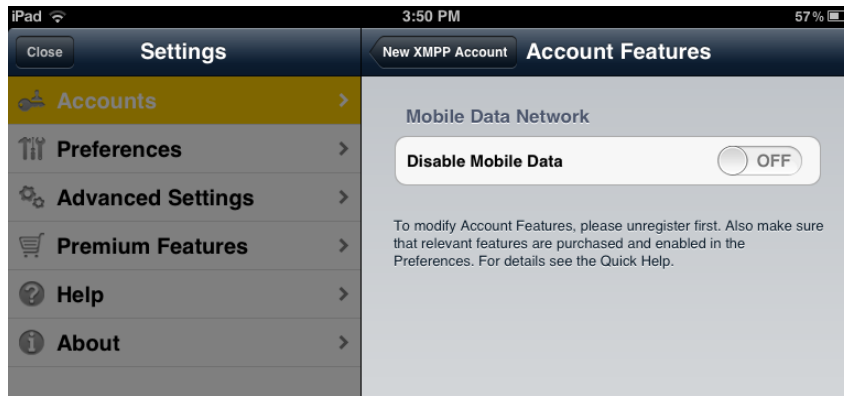 iPad 3:50 PM 57%
Close Settings
New XMPP Account Account Features
Accounts
Preferences
Advanced Settings
Premium Features
Help
About
Mobile Data Network
Disable Mobile Data OFF
To modify Account Features, please unregister first. Also make sure
that relevant features are purchased and enabled in the
Preferences. For details see the Quick Help.